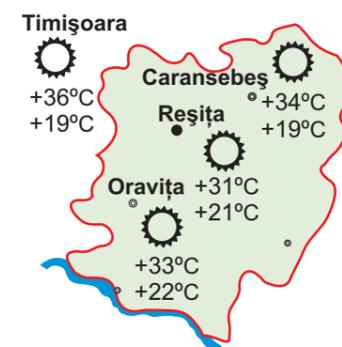 Timişoara
+36ºC
+19ºC
Caransebeş
+34ºC
+19ºC
Reşiţa
+31ºC
+21ºC
Oraviţa
+33ºC
+22ºC